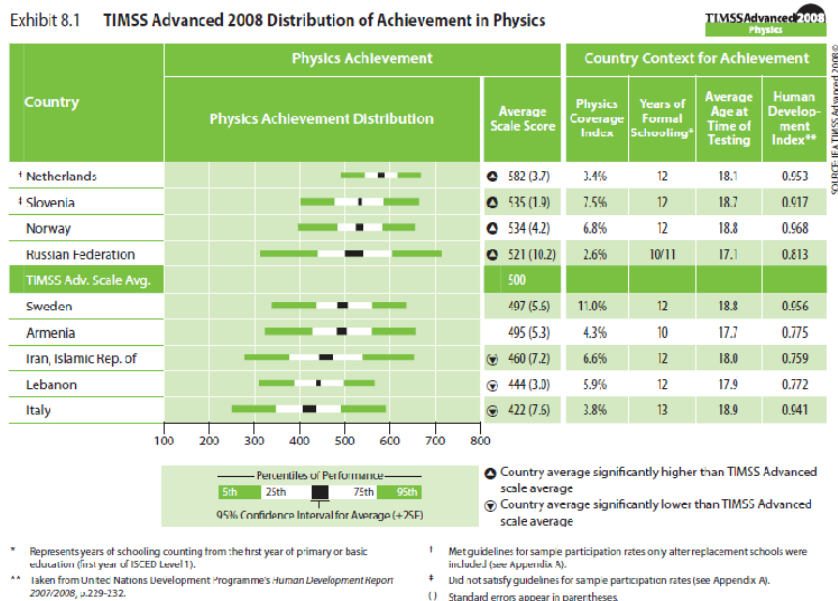 Exhibit 8.1 TIMSS Advanced 2008 Distribution of Achievement in Physics
TIMSS Advanced 2008
Physics
Physics Achievement
Country Context for Achievement
Country
Physics Achievement Distribution
Average Scale Score
Physics Coverage Index
Years of Formal Schooling*
Average Age at Time of Testing
Human Development Index**
† Netherlands 582 (3.7) 3.4% 12 18.1 0.953
‡ Slovenia 535 (1.9) 7.5% 12 18.7 0.917
Norway 534 (4.2) 6.8% 12 18.8 0.968
Russian Federation 521 (10.2) 2.6% 10/11 17.1 0.813
TIMSS Adv. Scale Avg. 500
Sweden 497 (5.6) 11.0% 12 18.8 0.956
Armenia 495 (5.3) 4.3% 10 17.7 0.775
Iran, Islamic Rep. of 460 (7.2) 6.6% 12 18.0 0.759
Lebanon 444 (3.0) 5.9% 12 17.9 0.772
Italy 422 (7.6) 3.8% 13 18.9 0.941
100 200 300 400 500 600 700 800
Percentiles of Performance
5th 25th 75th 95th
95% Confidence Interval for Average (±2SE)
Country average significantly higher than TIMSS Advanced
scale average
Country average significantly lower than TIMSS Advanced
scale average
* Represents years of schooling counting from the first year of primary or basic
education (first year of ISCED Level 1).
** Taken from United Nations Development Programme's Human Development Report
2007/2008, p.229-232.
† Met guidelines for sample participation rates only after replacement schools were
included (see Appendix A).
‡ Did not satisfy guidelines for sample participation rates (see Appendix A).
( ) Standard errors appear in parentheses.
SOURCE: IEA TIMSS Advanced 2008©